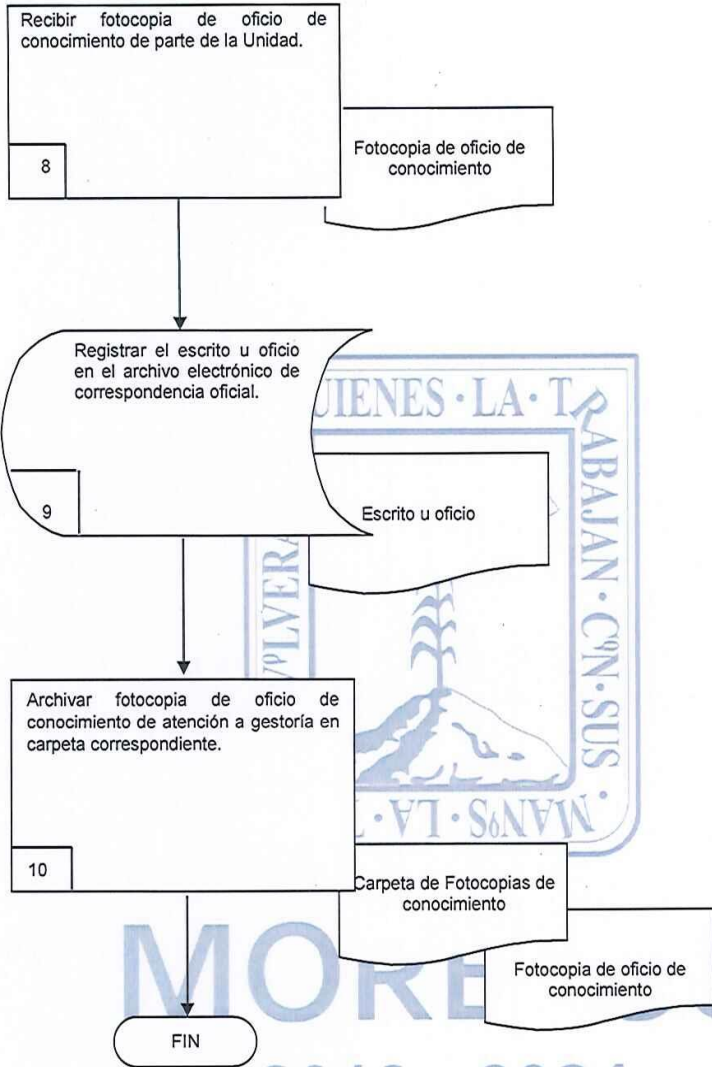 Recibir fotocopia de oficio de
conocimiento de parte de la Unidad.
8
Fotocopia de oficio de
conocimiento
Registrar el escrito u oficio
en el archivo electrónico de
correspondencia oficial.
9
Escrito u oficio
Archivar fotocopia de oficio de
conocimiento de atención a gestoría en
carpeta correspondiente.
10
Carpeta de Fotocopias de
conocimiento
Fotocopia de oficio de
conocimiento
FIN
LA · TRABAJAN · CON · SUS · MANOS · LA ·